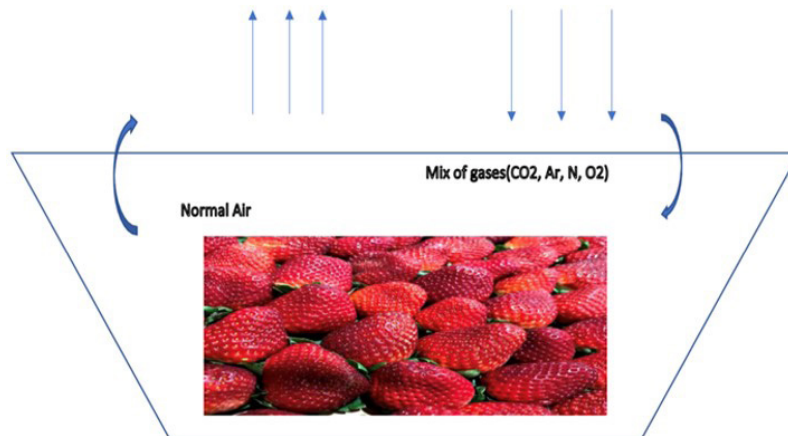 Mix of gases(CO2, Ar, N, O2)
Normal Air